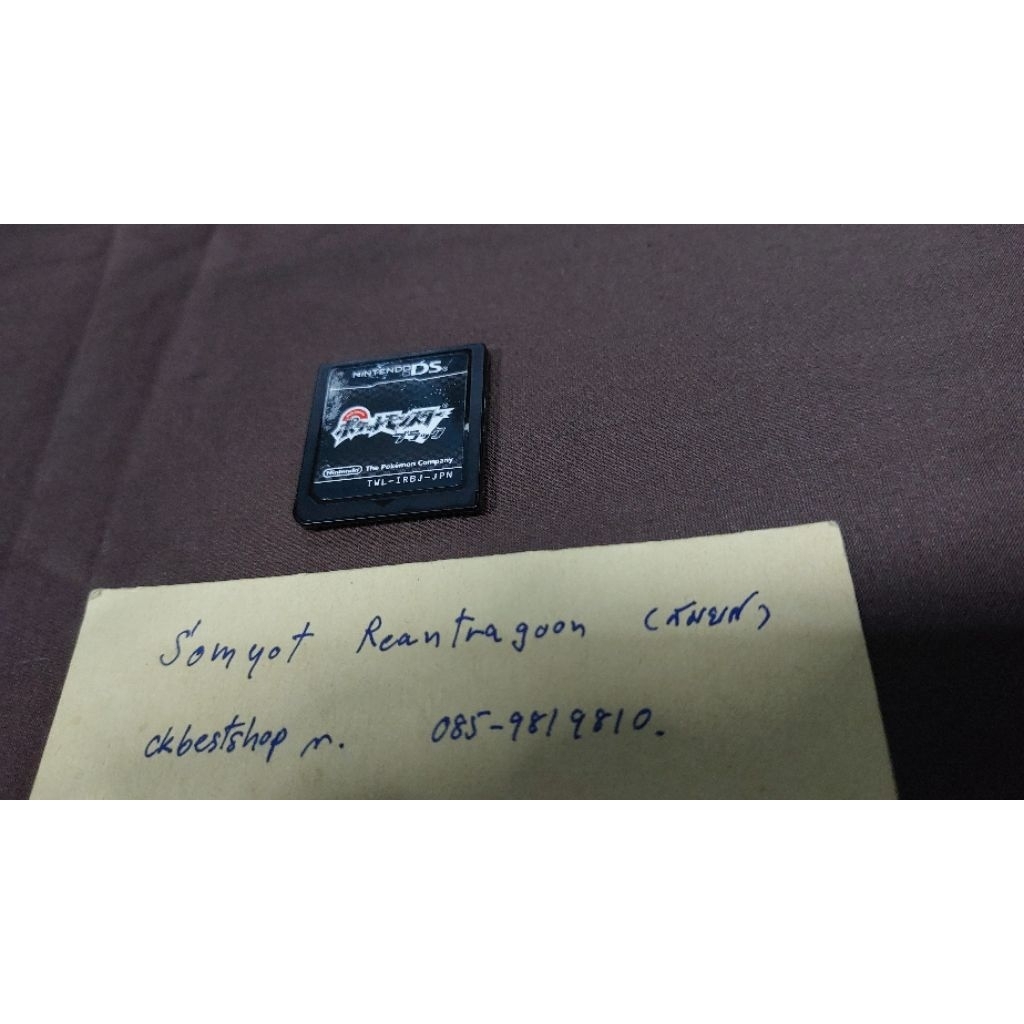 NINTENDO DS
ポケットモンスター
ブラック
Nintendo The Pokémon Company
TWL-IRBJ-JPN
Somyot Reantragoon (สมยศ)
ckbestshop ท. 085-9819810.